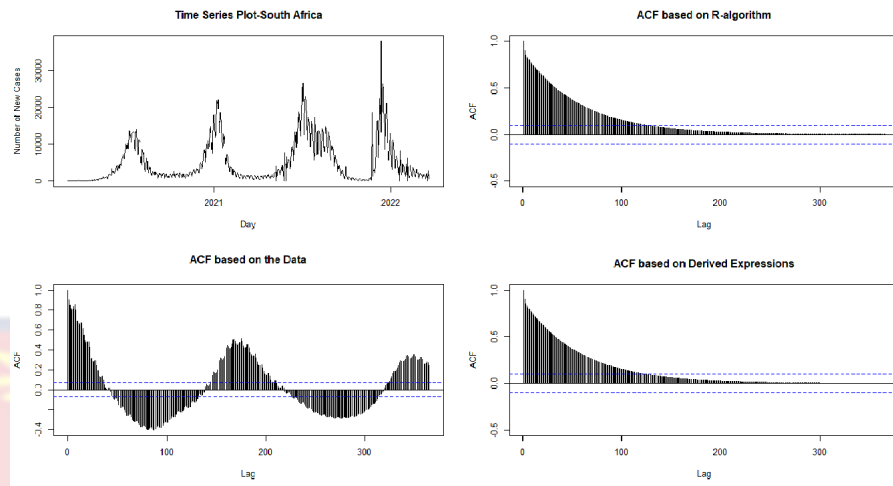 Time Series Plot-South Africa
Number of New Cases
0 10000 20000 30000
2021 2022
Day
ACF based on R-algorithm
ACF
-0.5 0.0 0.5 1.0
0 100 200 300
Lag
ACF based on the Data
ACF
-0.4 0.0 0.2 0.4 0.6 0.8 1.0
0 100 200 300
Lag
ACF based on Derived Expressions
ACF
-0.5 0.0 0.5 1.0
0 100 200 300
Lag